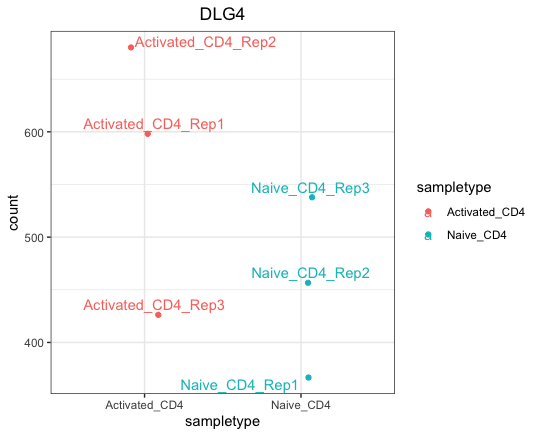 DLG4
Activated_CD4_Rep2
600
Activated_CD4_Rep1
Naive_CD4_Rep3
sampletype
Activated_CD4
Naive_CD4
count
500
Naive_CD4_Rep2
Activated_CD4_Rep3
400
Naive_CD4_Rep1
Activated_CD4
Naive_CD4
sampletype